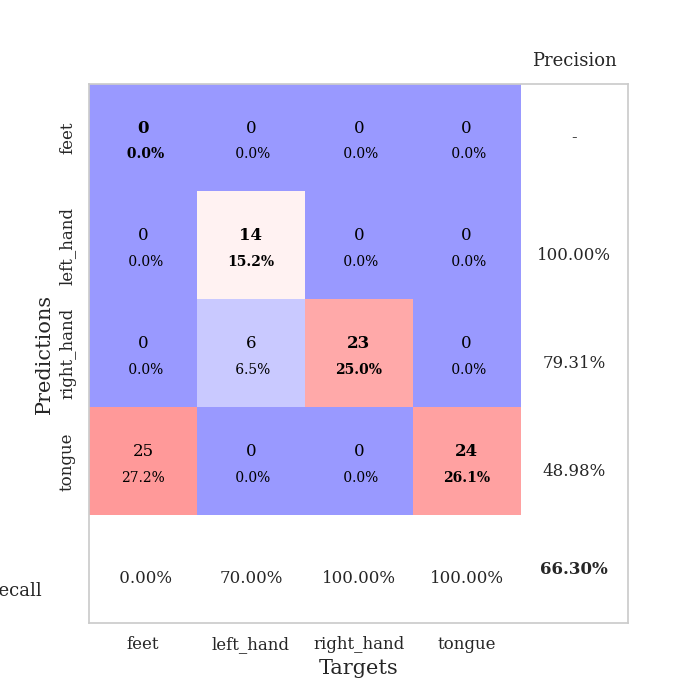 Precision
feet 0 0 0 0 -
0.0% 0.0% 0.0% 0.0%
left_hand 0 14 0 0 100.00%
0.0% 15.2% 0.0% 0.0%
Predictions
right_hand 0 6 23 0 79.31%
0.0% 6.5% 25.0% 0.0%
tongue 25 0 0 24 48.98%
27.2% 0.0% 0.0% 26.1%
ecall 0.00% 70.00% 100.00% 100.00% 66.30%
feet left_hand right_hand tongue
Targets